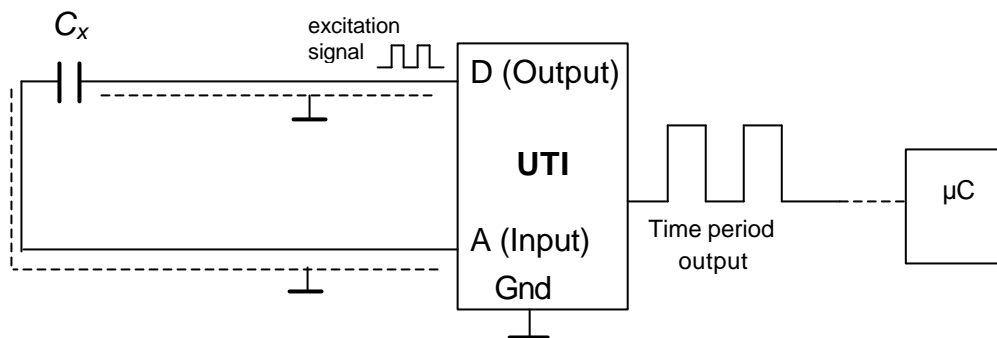 Cx
excitation
signal
D (Output)
UTI
µC
A (Input)
Time period
output
Gnd